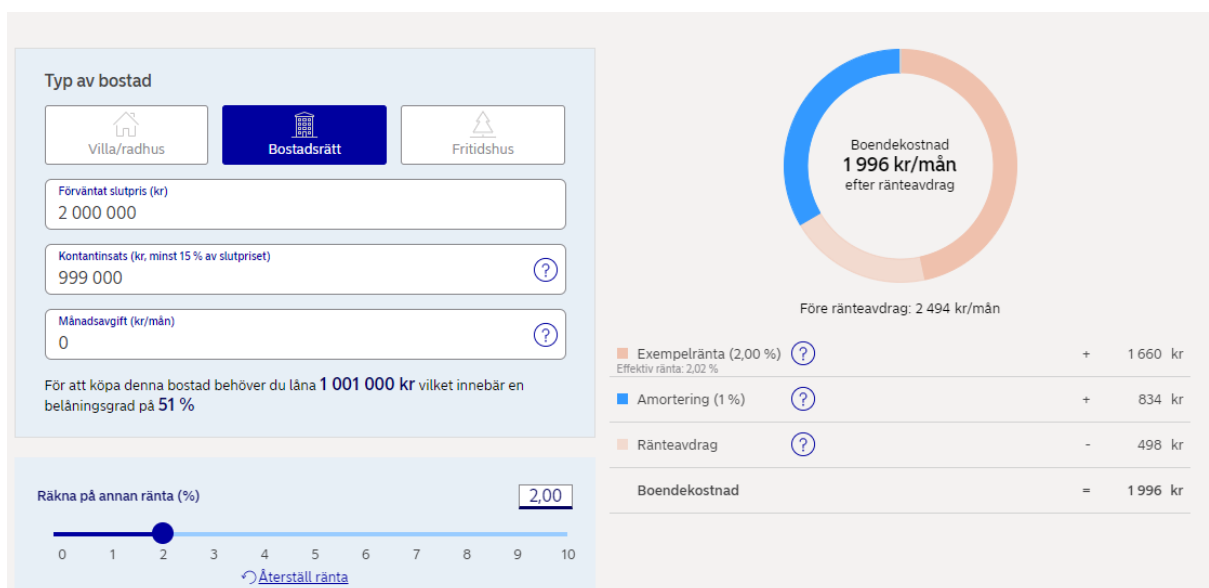 Typ av bostad
Villa/radhus
Bostadsrätt
Fritidshus
Förväntat slutpris (kr)
2 000 000
Kontantinsats (kr, minst 15 % av slutpriset)
999 000
?
Månadsavgift (kr/mån)
0
?
För att köpa denna bostad behöver du låna 1 001 000 kr vilket innebär en
belåningsgrad på 51 %
Räkna på annan ränta (%)
2,00
0 1 2 3 4 5 6 7 8 9 10
Återställ ränta
Boendekostnad
1 996 kr/mån
efter ränteavdrag
Före ränteavdrag: 2 494 kr/mån
Exempelränta (2,00 %) ? + 1 660 kr
Effektiv ränta: 2,02 %
Amortering (1 %) ? + 834 kr
Ränteavdrag ? - 498 kr
Boendekostnad = 1 996 kr